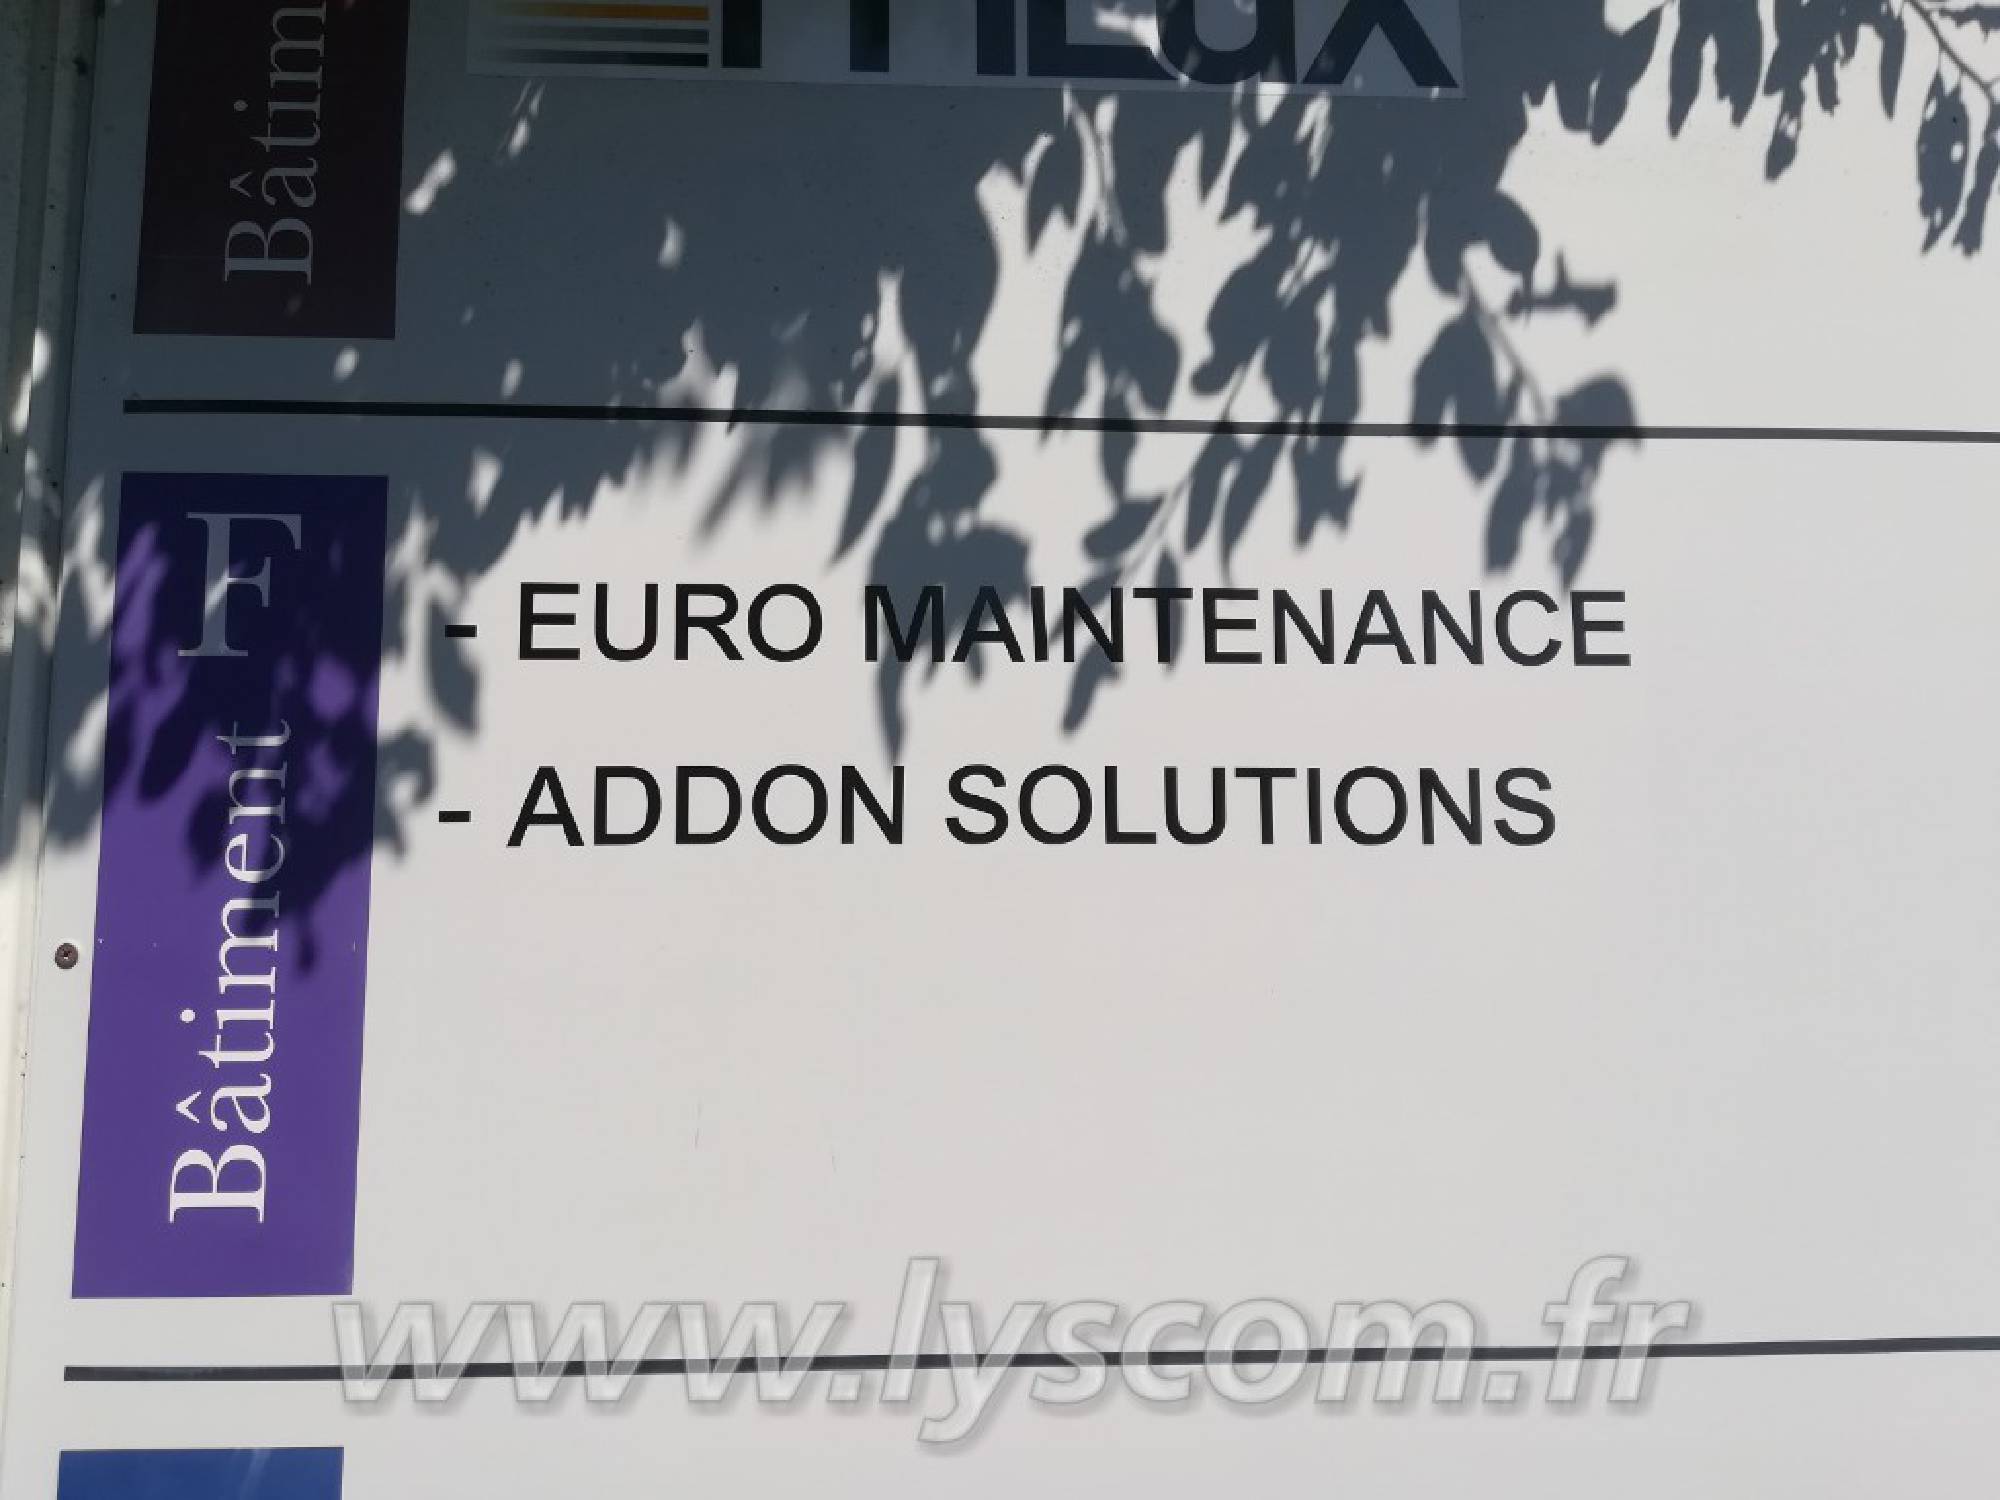 Bâtim
Bâtiment F
- EURO MAINTENANCE
- ADDON SOLUTIONS
www.lyscom.fr